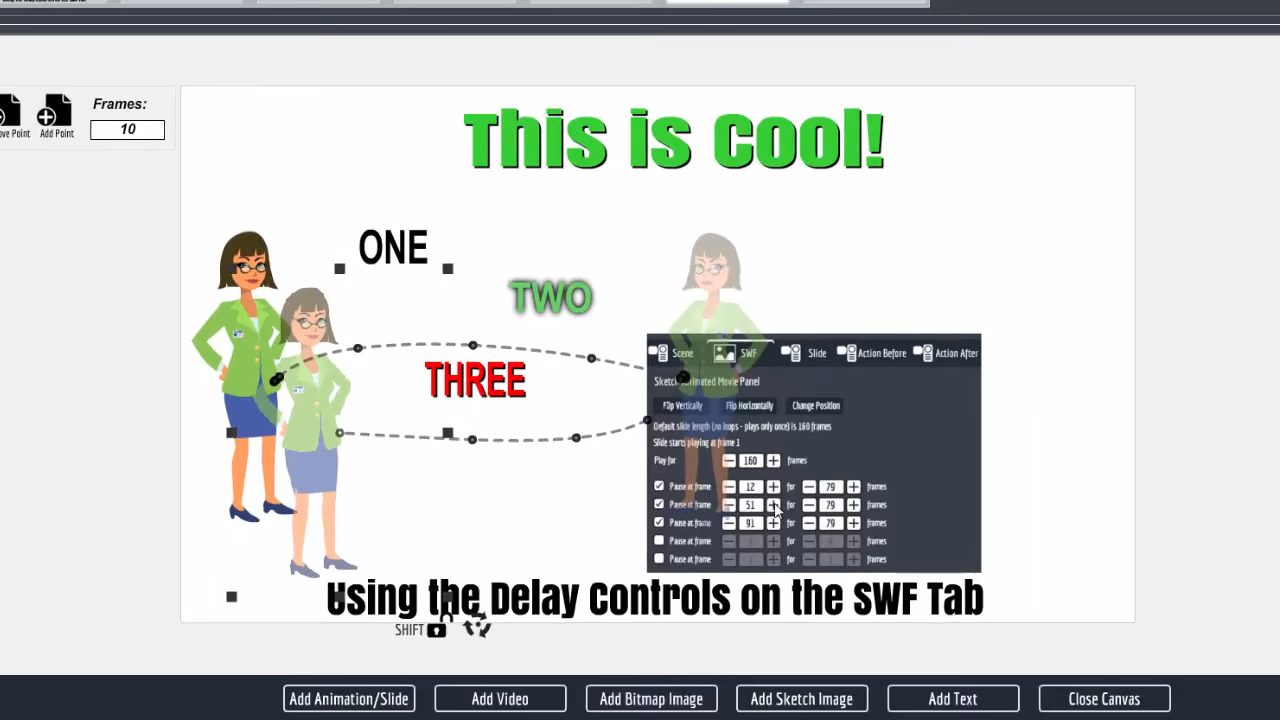 Frames:
ove Point
Add Point
10
This is Cool!
ONE
TWO
THREE
Scene
SWF
Slide
Action Before
Action After
Movie Panel
Flip Vertically
Flip Horizontally
Change Position
Default slide length (no loops - plays only once) is 160 frames
Slide starts playing at frame 1
Play for 160 frames
Pause at frame 12 for 79 frames
Pause at frame 51 for 79 frames
Pause at frame 91 for 79 frames
Pause at frame for frames
Pause at frame for frames
Using the Delay Controls on the SWF Tab
SHIFT
Add Animation/Slide
Add Video
Add Bitmap Image
Add Sketch Image
Add Text
Close Canvas